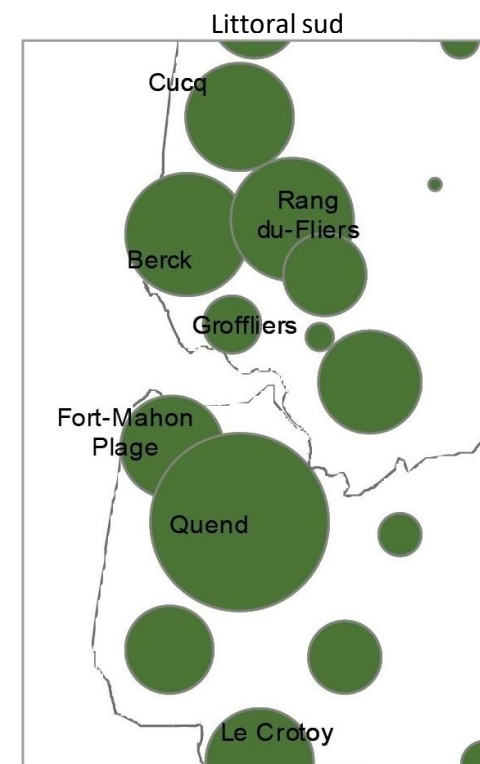 Littoral sud
Cucq
Rang
du-Fliers
Berck
Groffliers
Fort-Mahon
Plage
Quend
Le Crotoy